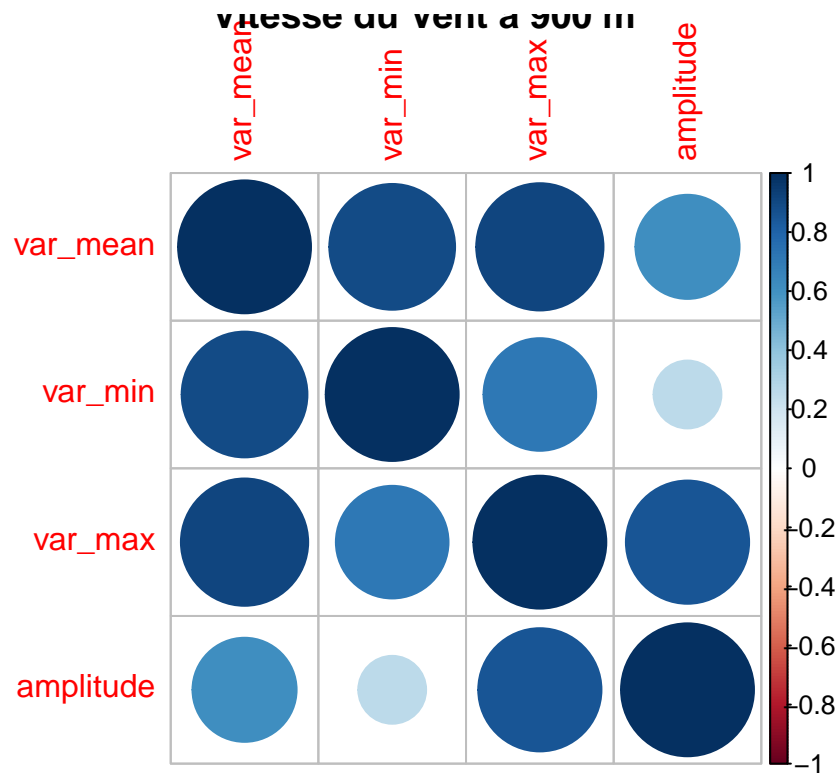 Vitesse du Vent à 900 m
var_mean
var_min
var_max
amplitude
var_mean
var_min
var_max
amplitude
1
0.8
0.6
0.4
0.2
0
−0.2
−0.4
−0.6
−0.8
−1